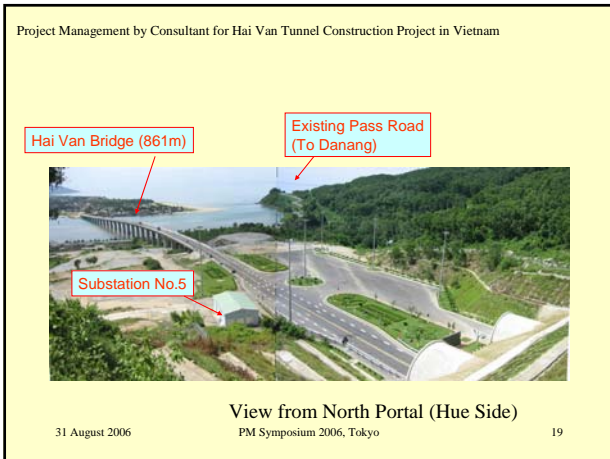 Project Management by Consultant for Hai Van Tunnel Construction Project in Vietnam
Existing Pass Road
(To Danang)
Hai Van Bridge (861m)
Substation No.5
View from North Portal (Hue Side)
31 August 2006
PM Symposium 2006, Tokyo
19